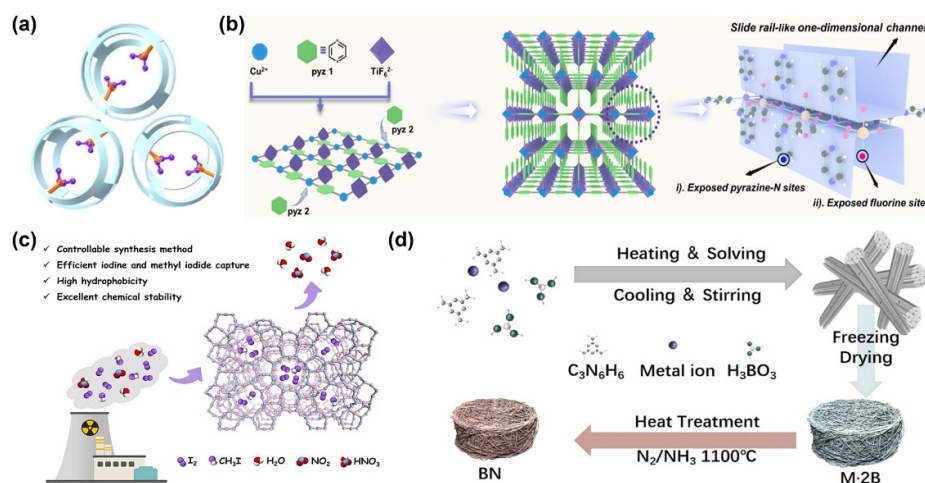 (a)
(b)
Cu²⁺
pyz 1
TiF₆²⁻
pyz 2
pyz 2
Slide rail-like one-dimensional channel
i). Exposed pyrazine-N sites
ii). Exposed fluorine site
(c)
✓ Controllable synthesis method
✓ Efficient iodine and methyl iodide capture
✓ High hydrophobicity
✓ Excellent chemical stability
I₂
CH₃I
H₂O
NO₂
HNO₃
(d)
Heating & Solving
Cooling & Stirring
Freezing
Drying
C₃N₆H₆
Metal ion
H₃BO₃
Heat Treatment
N₂/NH₃ 1100℃
BN
M·2B